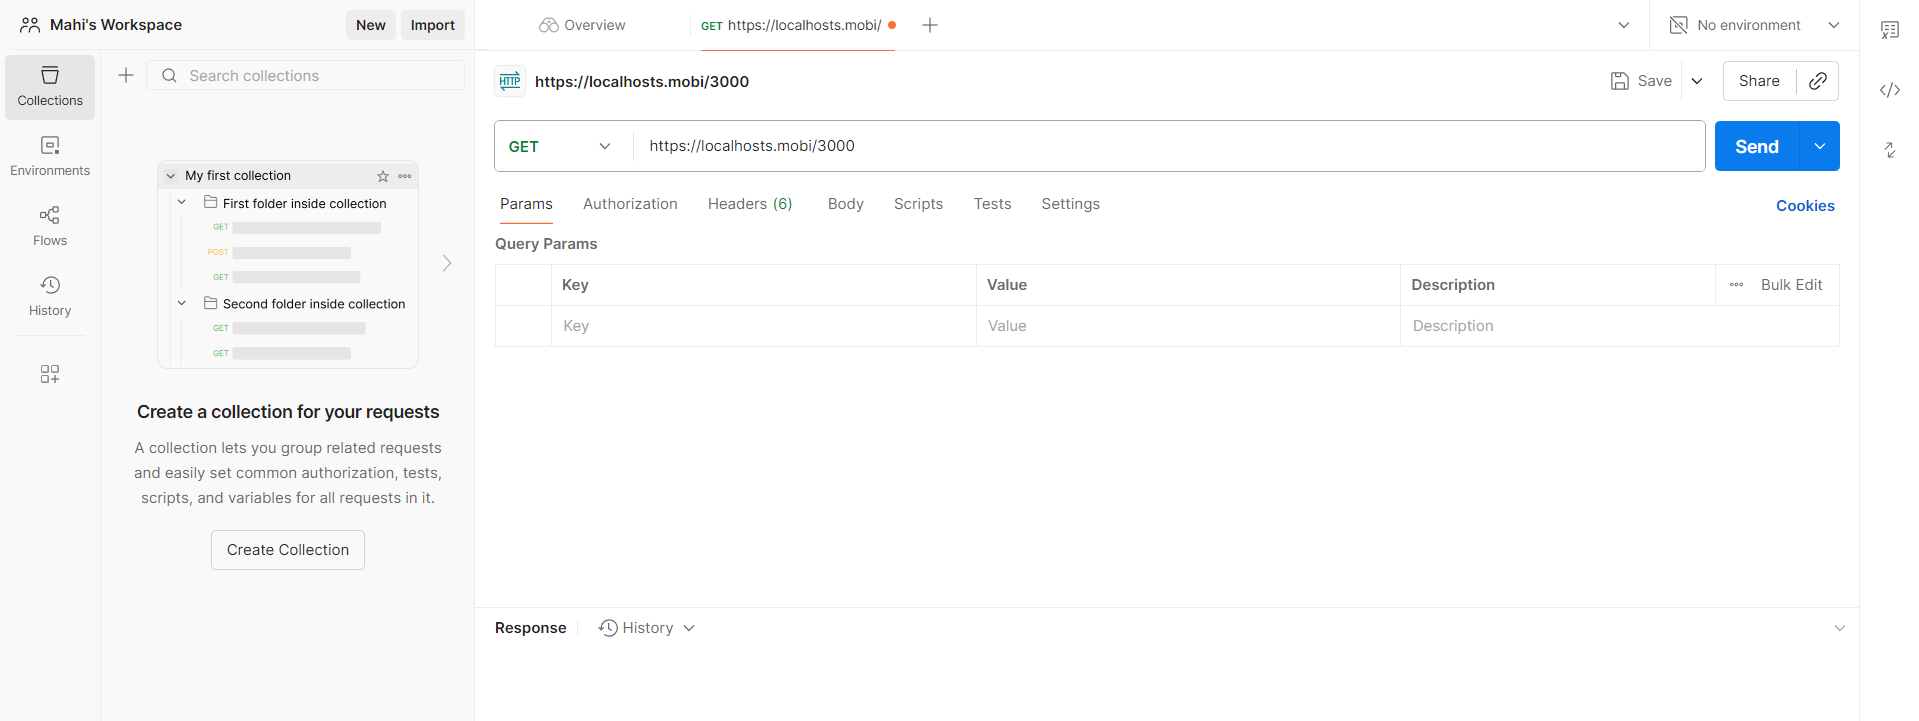 Mahi's Workspace
New
Import
Overview
GET https://localhosts.mobi/
No environment
Collections
Environments
Flows
History
Search collections
My first collection
First folder inside collection
GET
POST
GET
Second folder inside collection
GET
GET
Create a collection for your requests
A collection lets you group related requests
and easily set common authorization, tests,
scripts, and variables for all requests in it.
Create Collection
HTTP https://localhosts.mobi/3000
Save
Share
GET https://localhosts.mobi/3000
Send
Params Authorization Headers (6) Body Scripts Tests Settings
Cookies
Query Params
Key Value Description Bulk Edit
Key Value Description
Response History